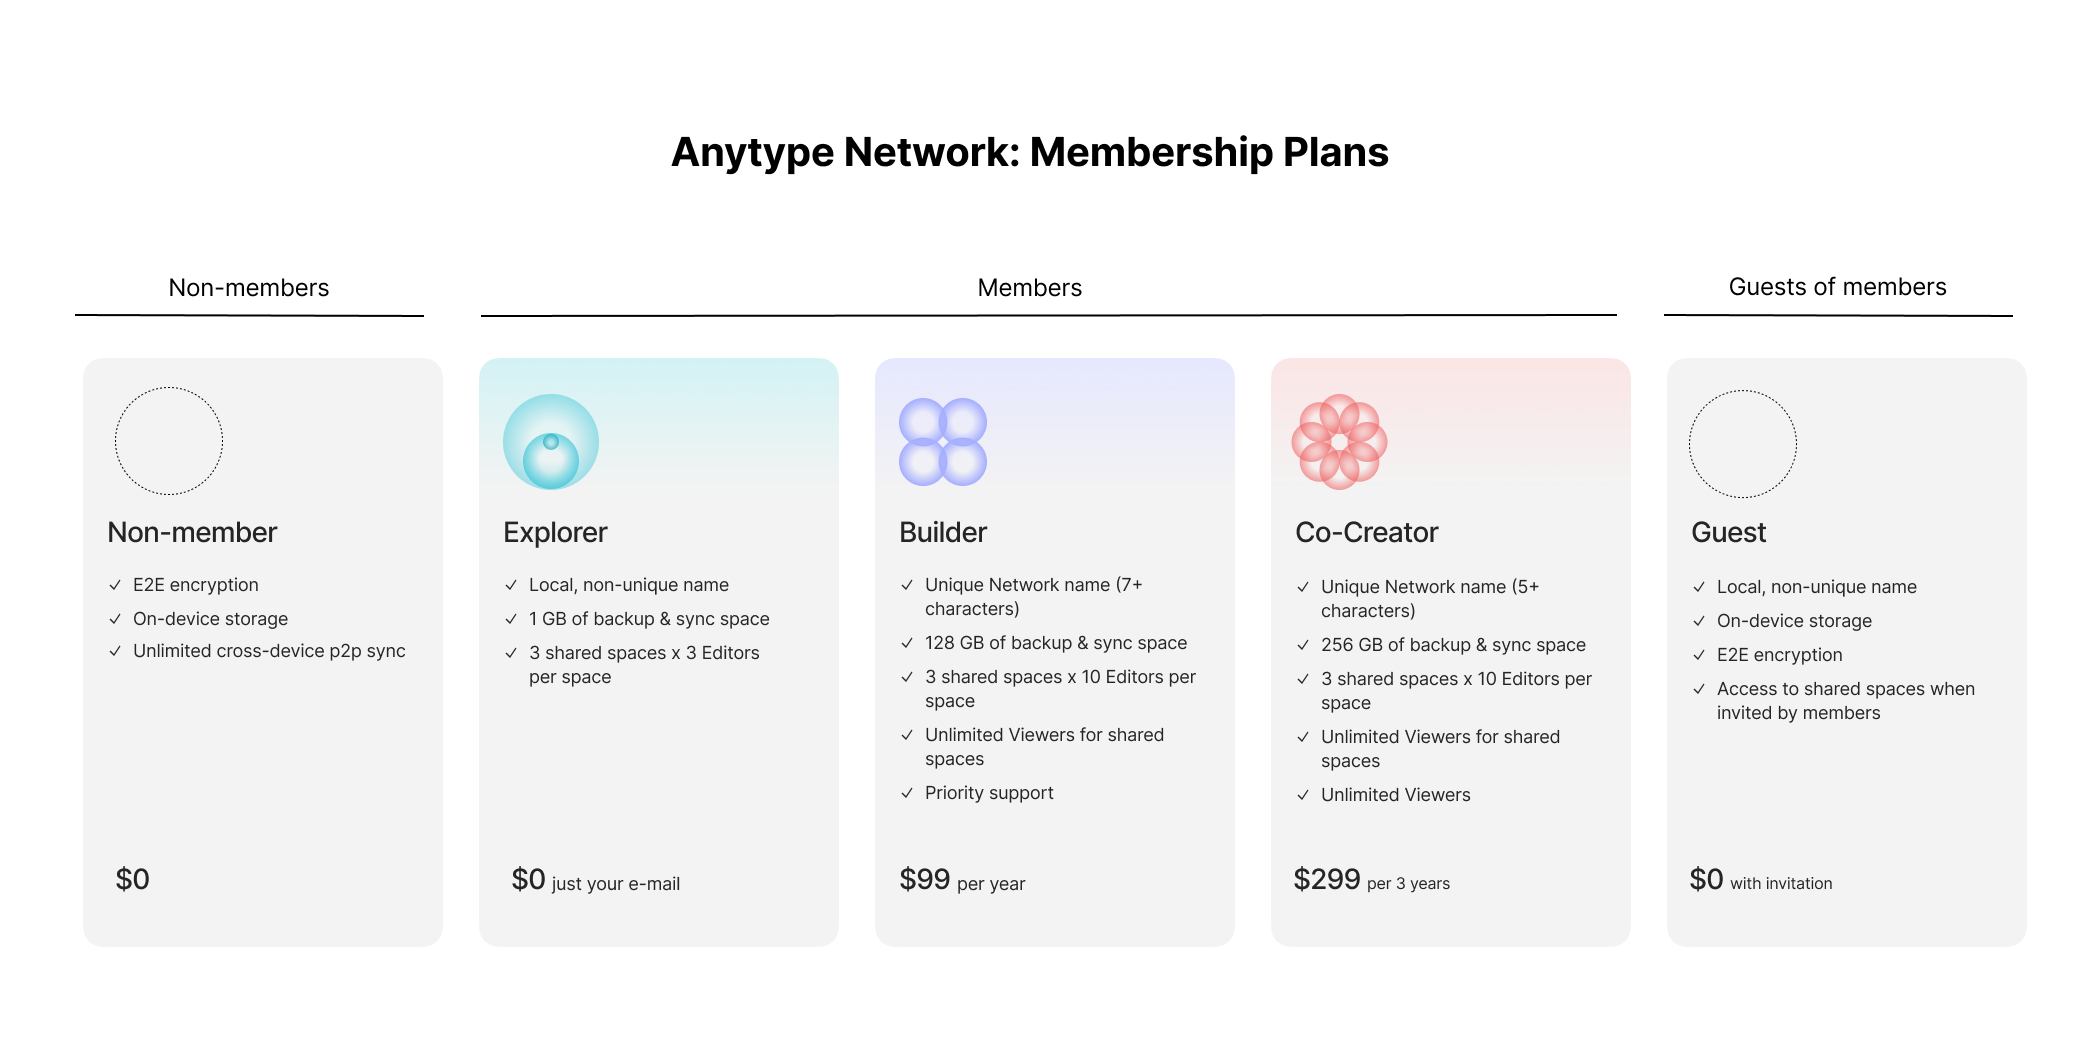 Anytype Network: Membership Plans
Non-members
Members
Guests of members
Non-member
E2E encryption
On-device storage
Unlimited cross-device p2p sync
$0
Explorer
Local, non-unique name
1 GB of backup & sync space
3 shared spaces x 3 Editors
per space
$0 just your e-mail
Builder
Unique Network name (7+
characters)
128 GB of backup & sync space
3 shared spaces x 10 Editors per
space
Unlimited Viewers for shared
spaces
Priority support
$99 per year
Co-Creator
Unique Network name (5+
characters)
256 GB of backup & sync space
3 shared spaces x 10 Editors per
space
Unlimited Viewers for shared
spaces
Unlimited Viewers
$299 per 3 years
Guest
Local, non-unique name
On-device storage
E2E encryption
Access to shared spaces when
invited by members
$0 with invitation